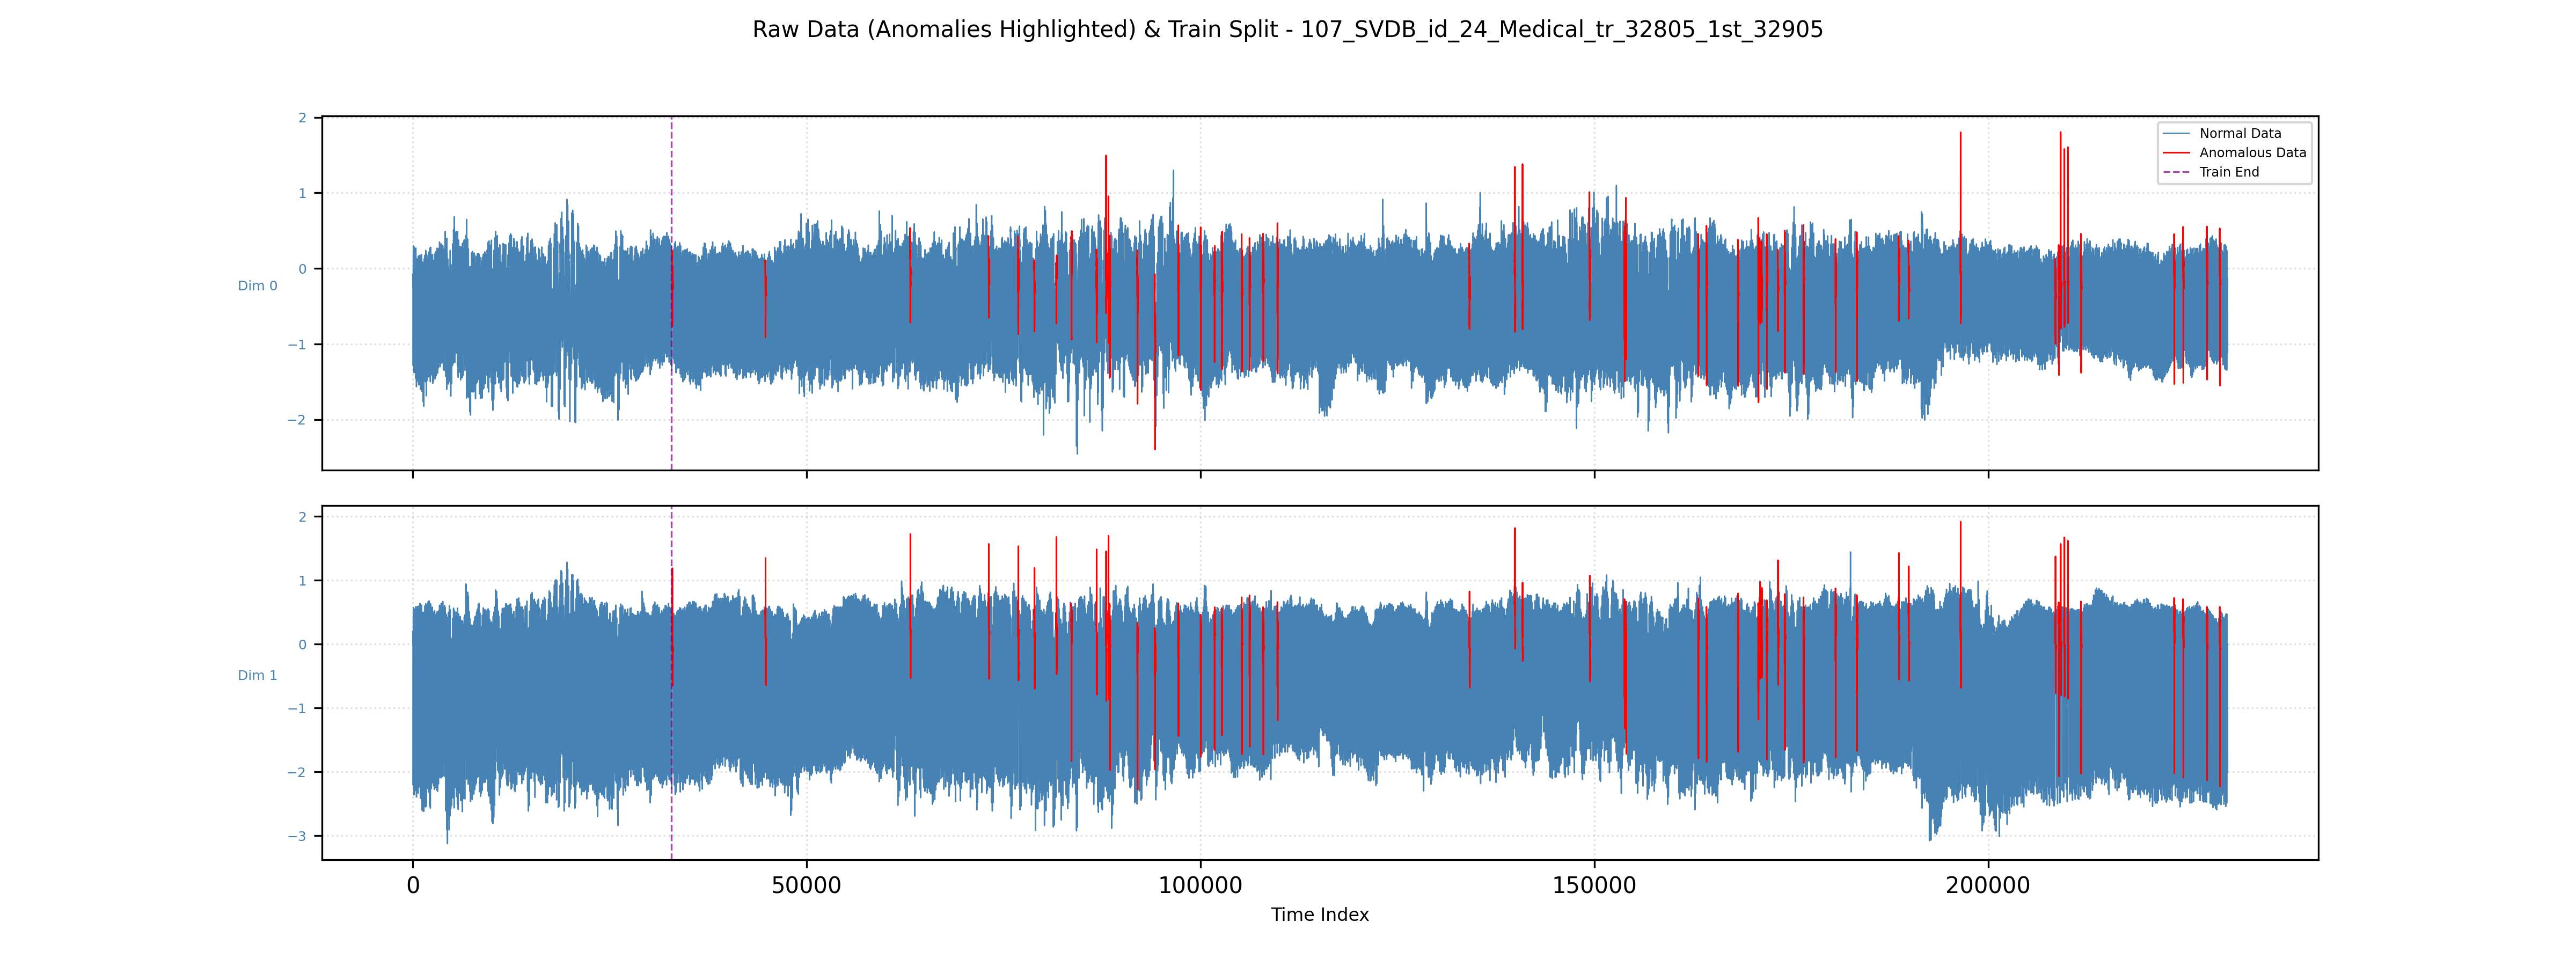 Raw Data (Anomalies Highlighted) & Train Split - 107_SVDB_id_24_Medical_tr_32805_1st_32905
2
1
0
−1
−2
Dim 0
Normal Data
Anomalous Data
Train End
2
1
0
−1
−2
−3
Dim 1
0 50000 100000 150000 200000
Time Index